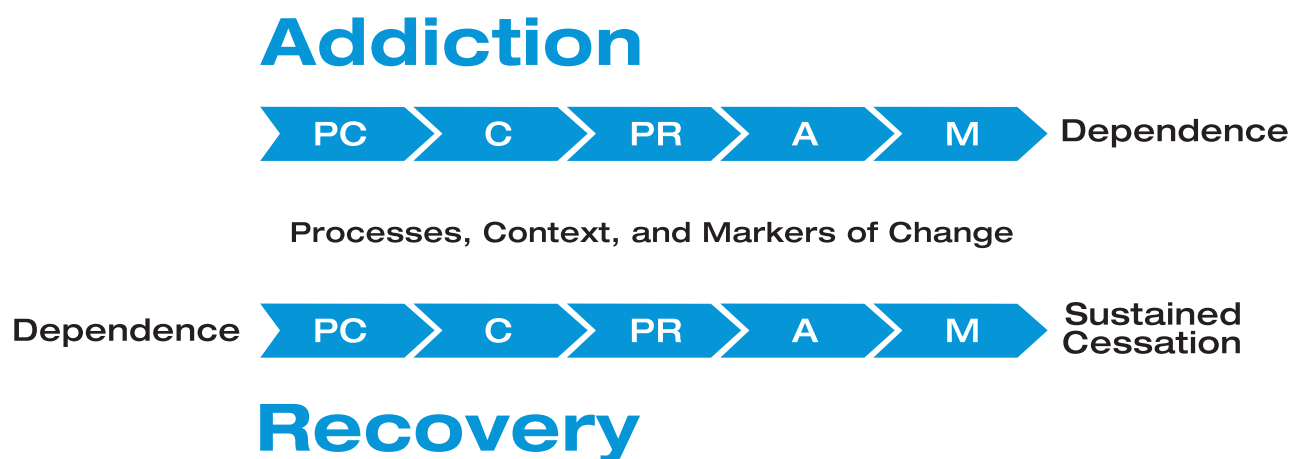 Addiction
PC C PR A M Dependence
Processes, Context, and Markers of Change
Dependence PC C PR A M Sustained
Cessation
Recovery